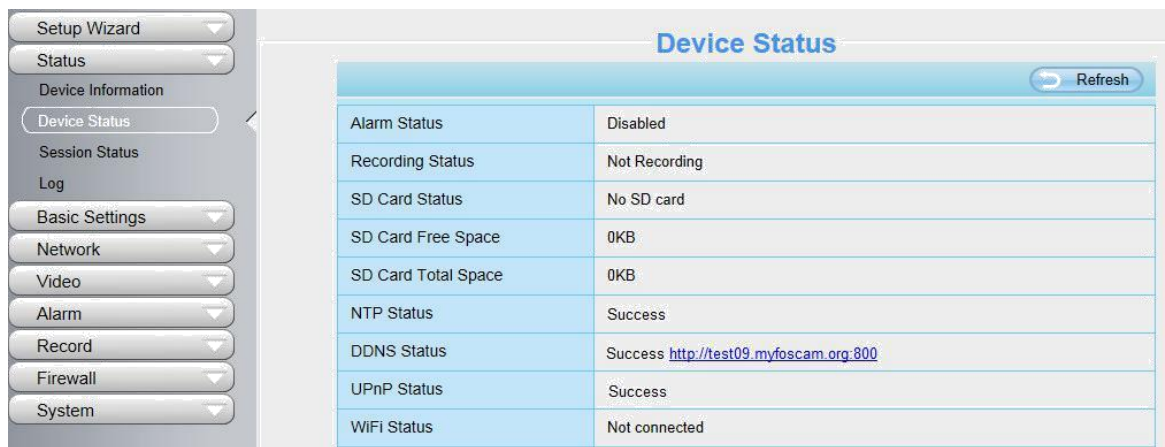 Setup Wizard
Status
Device Information
Device Status
Session Status
Log
Basic Settings
Network
Video
Alarm
Record
Firewall
System
Device Status
Refresh
Alarm Status Disabled
Recording Status Not Recording
SD Card Status No SD card
SD Card Free Space 0KB
SD Card Total Space 0KB
NTP Status Success
DDNS Status Success http://test09.myfoscam.org:800
UPnP Status Success
WiFi Status Not connected